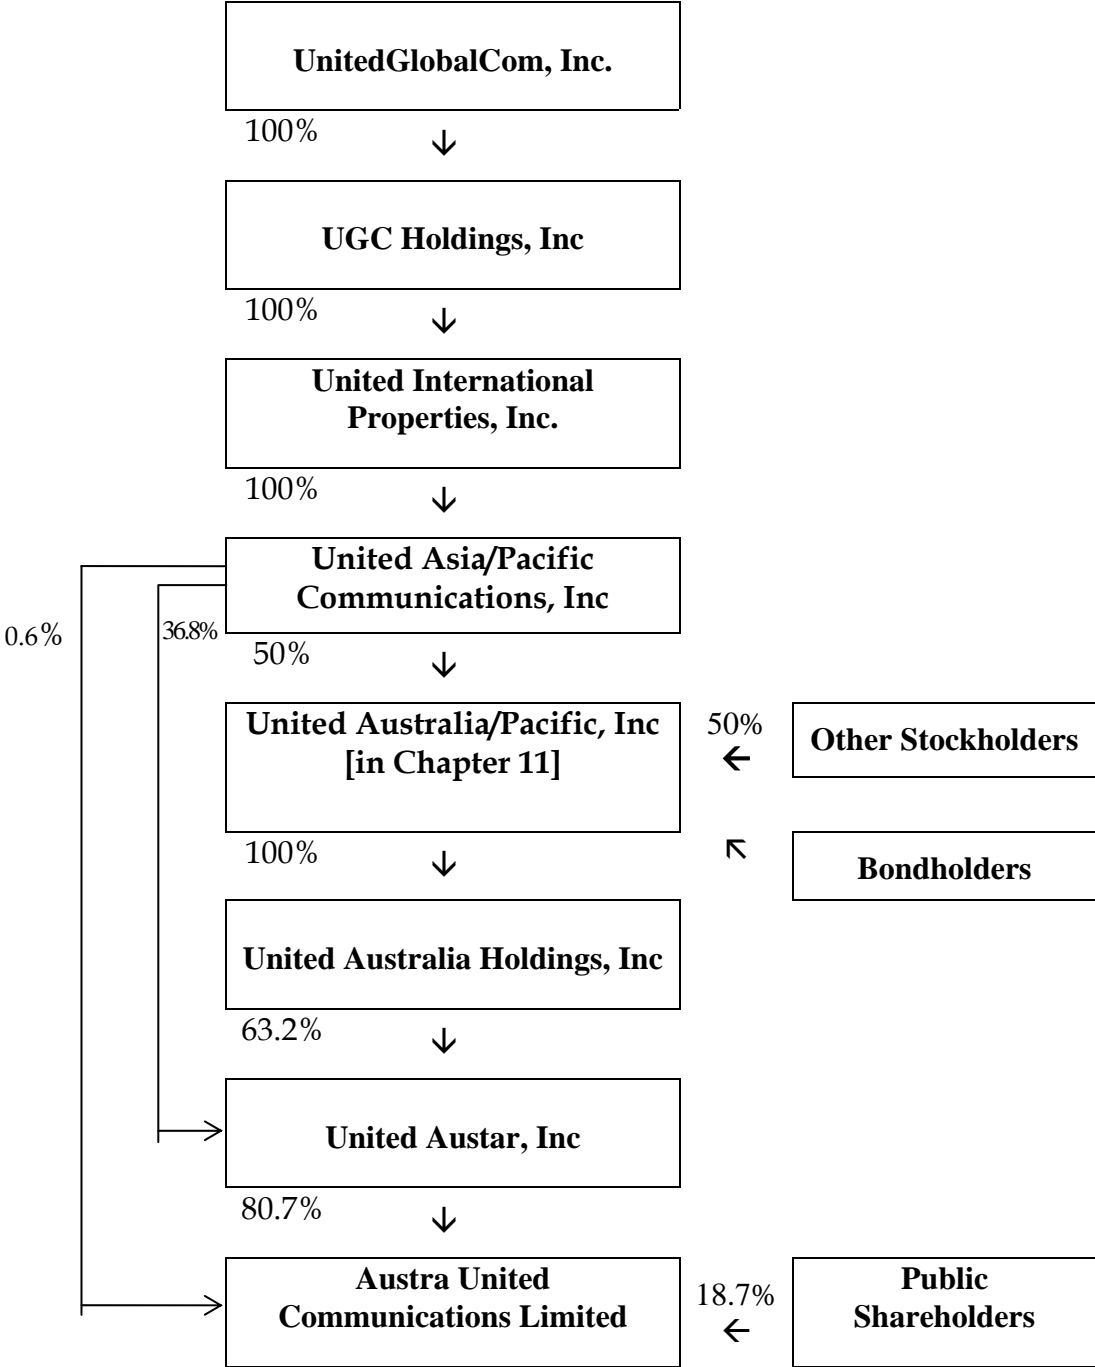 UnitedGlobalCom, Inc.
100%
UGC Holdings, Inc
100%
United International
Properties, Inc.
100%
United Asia/Pacific
Communications, Inc
0.6%
36.8%
50%
United Australia/Pacific, Inc
[in Chapter 11]
50%
Other Stockholders
Bondholders
100%
United Australia Holdings, Inc
63.2%
United Austar, Inc
80.7%
Austra United
Communications Limited
18.7%
Public
Shareholders